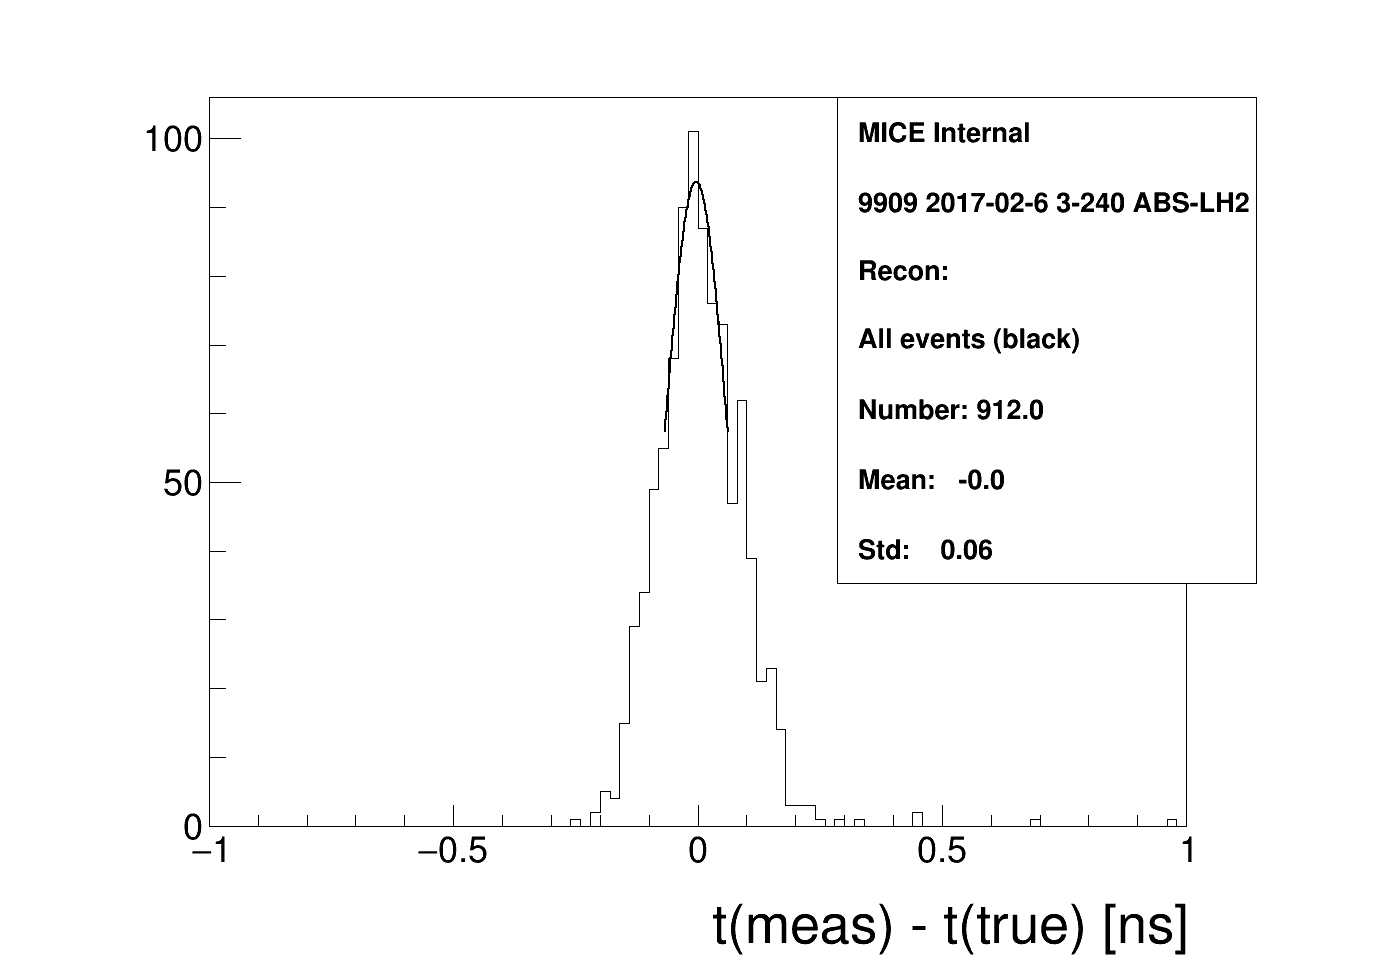 MICE Internal
9909 2017-02-6 3-240 ABS-LH2
Recon:
All events (black)
Number: 912.0
Mean: -0.0
Std: 0.06
100
50
0
−1 −0.5 0 0.5 1
t(meas) - t(true) [ns]